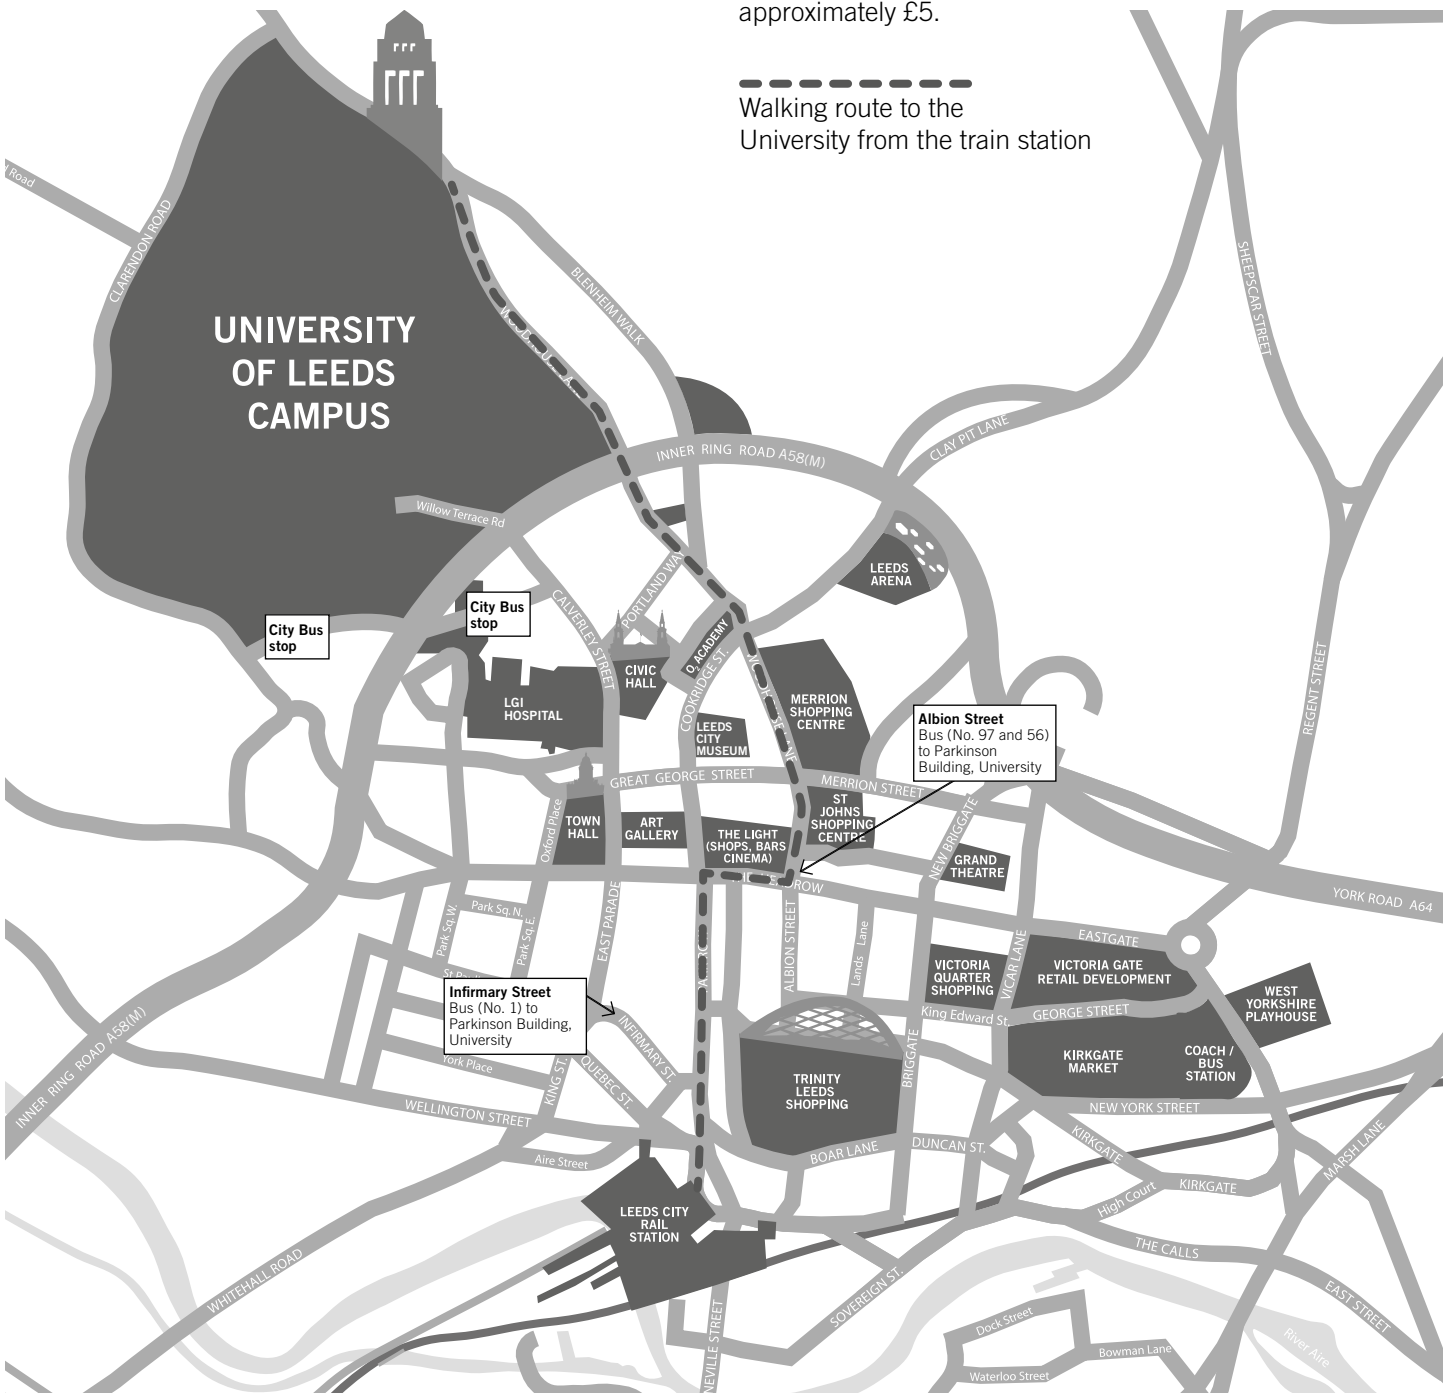 approximately £5.
Walking route to the
University from the train station
Road
CLARENDON ROAD
UNIVERSITY
OF LEEDS
CAMPUS
BLENHEIM WALK
SHEEPSCAR STREET
CLAY PIT LANE
INNER RING ROAD A58(M)
Willow Terrace Rd
LEEDS
ARENA
City Bus
stop
City Bus
stop
CALVERLEY STREET
PORTLAND WAY
O2 ACADEMY
COOKRIDGE ST.
CIVIC
HALL
LGI
HOSPITAL
LEEDS
CITY
MUSEUM
MERRION
SHOPPING
CENTRE
REGENT STREET
Albion Street
Bus (No. 97 and 56)
to Parkinson
Building, University
GREAT GEORGE STREET
MERRION STREET
ST
JOHNS
SHOPPING
CENTRE
NEW BRIGGATE
Oxford Place
TOWN
HALL
ART
GALLERY
THE LIGHT
(SHOPS, BARS
CINEMA)
GRAND
THEATRE
YORK ROAD A64
Park Sq. N.
Park Sq. W.
Park Sq. E.
EAST PARADE
ALBION STREET
Lands Lane
VICAR LANE
EASTGATE
VICTORIA
QUARTER
SHOPPING
VICTORIA GATE
RETAIL DEVELOPMENT
WEST
YORKSHIRE
PLAYHOUSE
Infirmary Street
Bus (No. 1) to
Parkinson Building,
University
INFIRMARY ST.
King Edward St.
GEORGE STREET
INNER RING ROAD A58(M)
York Place
KING ST.
QUEBEC ST.
BRIGGATE
KIRKGATE
MARKET
COACH /
BUS
STATION
TRINITY
LEEDS
SHOPPING
WELLINGTON STREET
NEW YORK STREET
Aire Street
BOAR LANE
DUNCAN ST.
KIRKGATE
MARSH LANE
KIRKGATE
High Court
LEEDS CITY
RAIL
STATION
THE CALLS
WHITEHALL ROAD
SOVEREIGN ST.
EAST STREET
NEVILLE STREET
Dock Street
Bowman Lane
River Aire
Waterloo Street